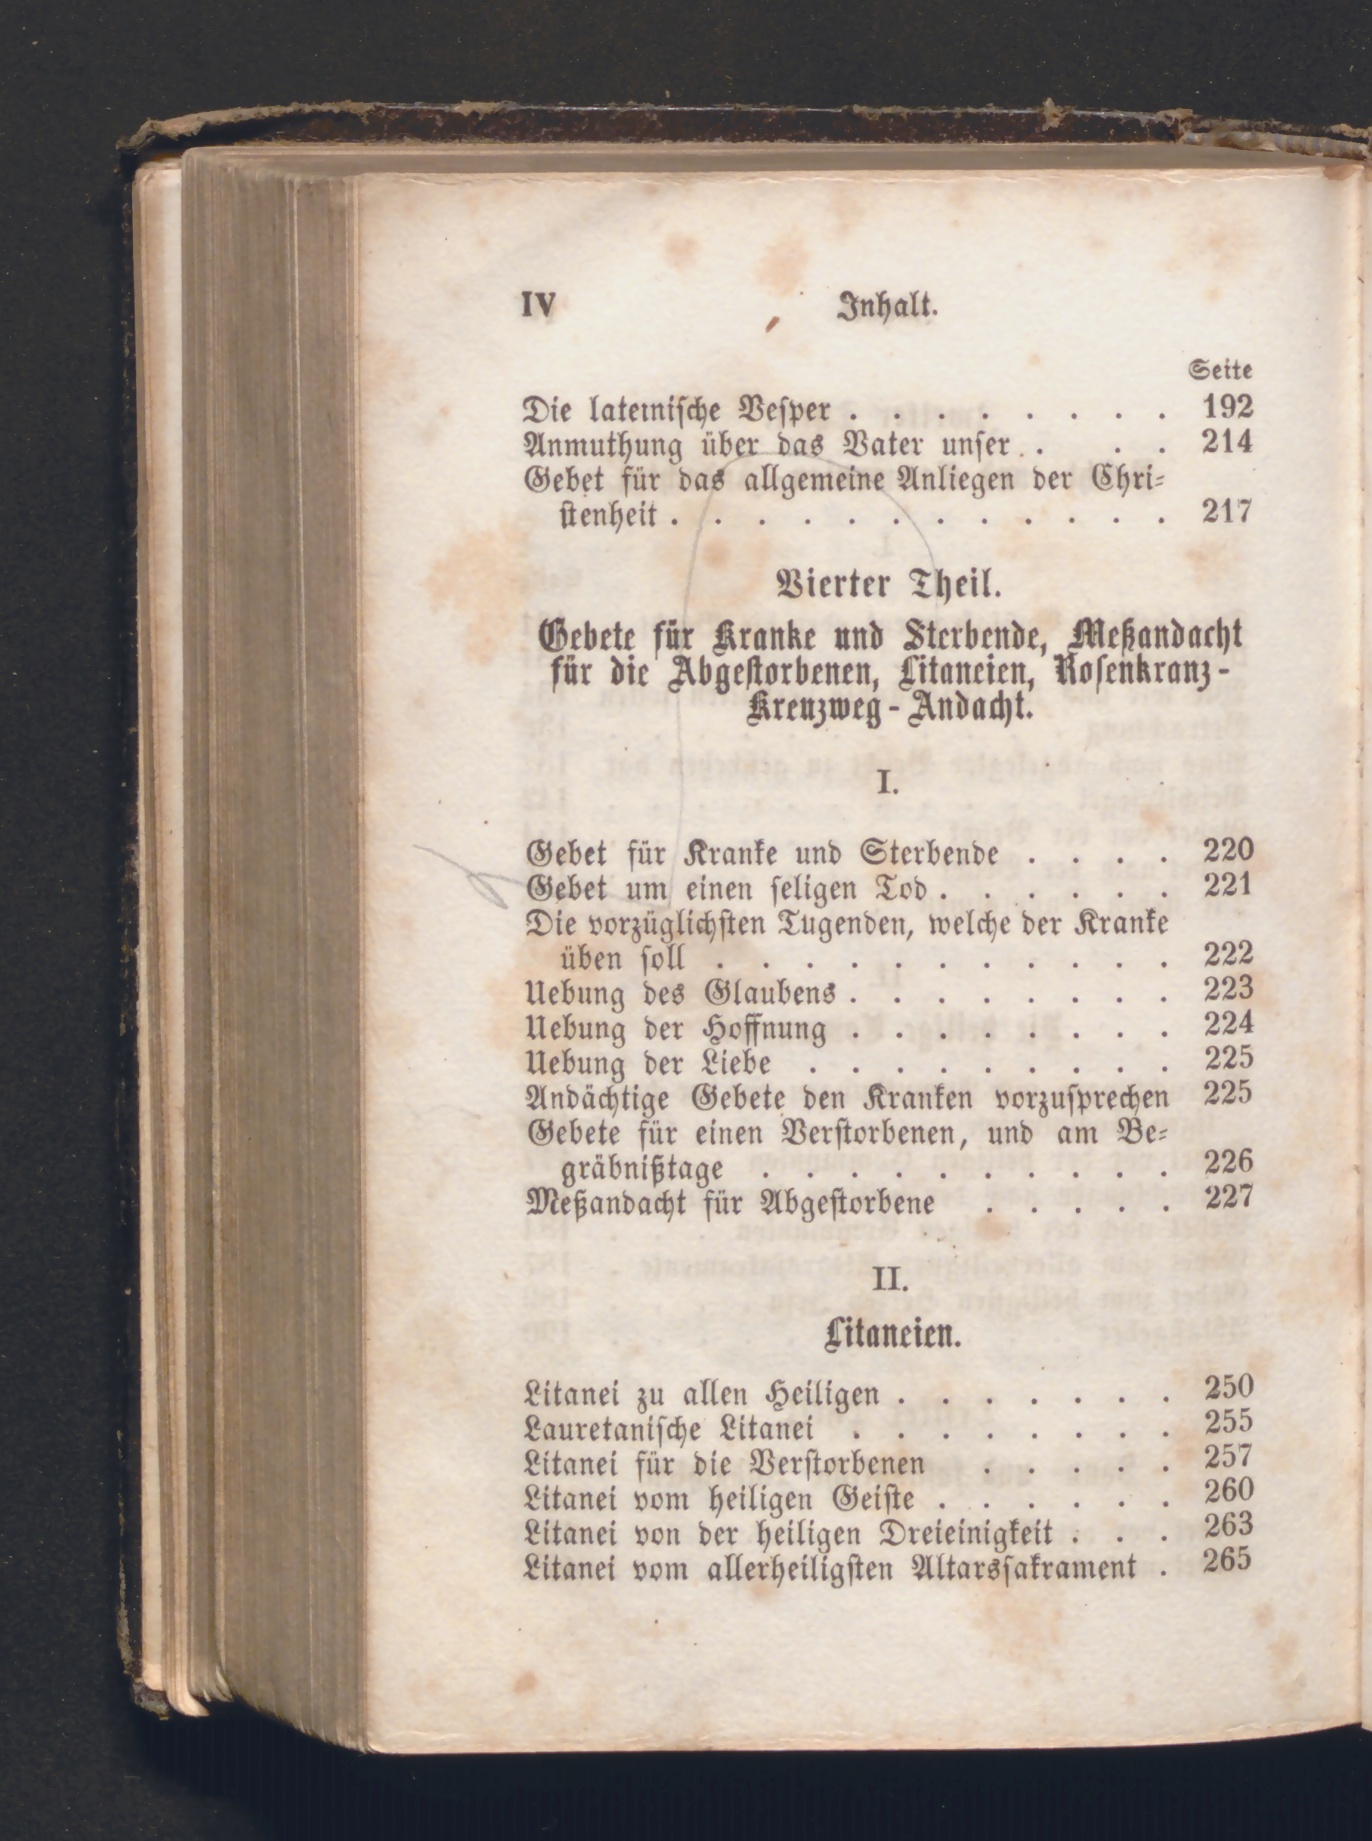 IV Inhalt.
Seite
Die lateinische Vesper . . . . . . . . 192
Anmuthung über das Vater unser . . . 214
Gebet für das allgemeine Anliegen der Chri-
stenheit . . . . . . . . . . . . 217
Vierter Theil.
Gebete für Kranke und Sterbende, Meßandacht
für die Abgestorbenen, Litaneien, Rosenkranz-
Kreuzweg-Andacht.
I.
Gebet für Kranke und Sterbende . . . . 220
Gebet um einen seligen Tod . . . . . . 221
Die vorzüglichsten Tugenden, welche der Kranke
üben soll . . . . . . . . . . . 222
Uebung des Glaubens . . . . . . . . 223
Uebung der Hoffnung . . . . . . . . 224
Uebung der Liebe . . . . . . . . . 225
Andächtige Gebete den Kranken vorzusprechen 225
Gebete für einen Verstorbenen, und am Be-
gräbnißtage . . . . . . . . . . 226
Meßandacht für Abgestorbene . . . . . 227
II.
Litaneien.
Litanei zu allen Heiligen . . . . . . . 250
Lauretanische Litanei . . . . . . . . 255
Litanei für die Verstorbenen . . . . . 257
Litanei vom heiligen Geiste . . . . . . 260
Litanei von der heiligen Dreieinigkeit . . . 263
Litanei vom allerheiligsten Altarssakrament . 265